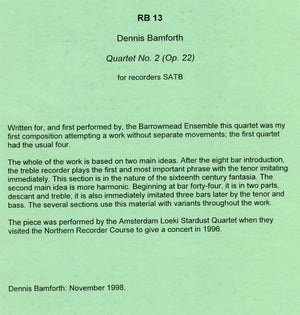 RB 13
Dennis Bamforth
Quartet No. 2 (Op. 22)
for recorders SATB
Written for, and first performed by, the Barrowmead Ensemble this quartet was my
first composition attempting a work without separate movements; the first quartet
had the usual four.
The whole of the work is based on two main ideas. After the eight bar introduction,
the treble recorder plays the first and most important phrase with the tenor imitating
immediately. This section is in the nature of the sixteenth century fantasia. The
second main idea is more harmonic. Beginning at bar forty-four, it is in two parts,
descant and treble; it is also immediately imitated three bars later by the tenor and
bass. The several sections use this material with variants throughout the work.
The piece was performed by the Amsterdam Loeki Stardust Quartet when they
visited the Northern Recorder Course to give a concert in 1996.
Dennis Bamforth: November 1998.